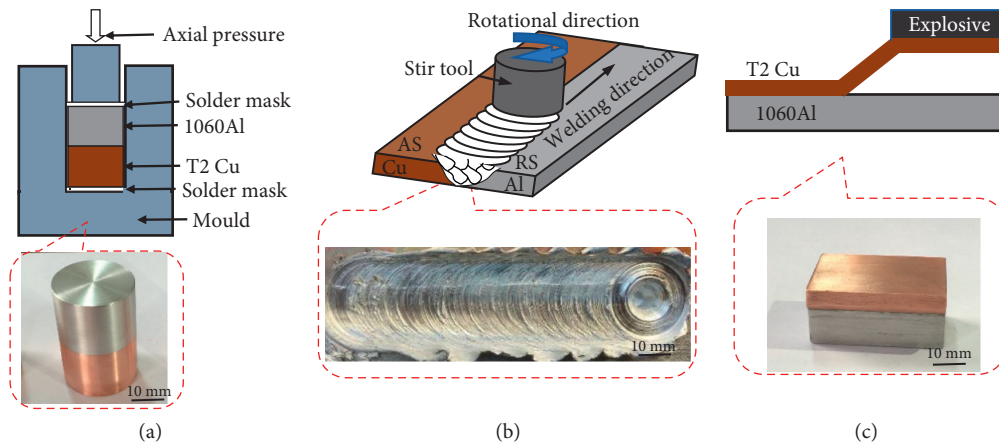 Axial pressure
Solder mask
1060Al
T2 Cu
Solder mask
Mould
10 mm
(a)
Rotational direction
Stir tool
Welding direction
AS
RS
Cu
Al
10 mm
(b)
Explosive
T2 Cu
1060Al
10 mm
(c)